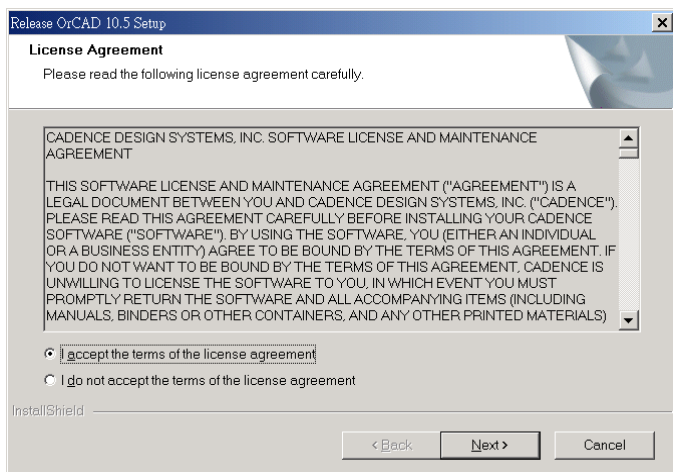 Release OrCAD 10.5 Setup
License Agreement
Please read the following license agreement carefully.
CADENCE DESIGN SYSTEMS, INC. SOFTWARE LICENSE AND MAINTENANCE
AGREEMENT
THIS SOFTWARE LICENSE AND MAINTENANCE AGREEMENT ("AGREEMENT") IS A
LEGAL DOCUMENT BETWEEN YOU AND CADENCE DESIGN SYSTEMS, INC. ("CADENCE").
PLEASE READ THIS AGREEMENT CAREFULLY BEFORE INSTALLING YOUR CADENCE
SOFTWARE ("SOFTWARE"). BY USING THE SOFTWARE, YOU (EITHER AN INDIVIDUAL
OR A BUSINESS ENTITY) AGREE TO BE BOUND BY THE TERMS OF THIS AGREEMENT. IF
YOU DO NOT WANT TO BE BOUND BY THE TERMS OF THIS AGREEMENT, CADENCE IS
UNWILLING TO LICENSE THE SOFTWARE TO YOU, IN WHICH EVENT YOU MUST
PROMPTLY RETURN THE SOFTWARE AND ALL ACCOMPANYING ITEMS (INCLUDING
MANUALS, BINDERS OR OTHER CONTAINERS, AND ANY OTHER PRINTED MATERIALS)
I accept the terms of the license agreement
I do not accept the terms of the license agreement
InstallShield
< Back Next > Cancel